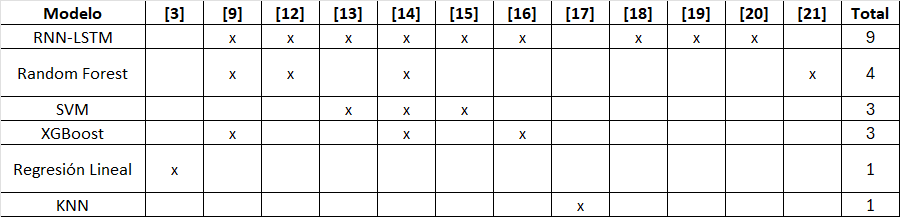 Modelo [3] [9] [12] [13] [14] [15] [16] [17] [18] [19] [20] [21] Total
RNN-LSTM x x x x x x x x x 9
Random Forest x x x x 4
SVM x x x 3
XGBoost x x x 3
Regresión Lineal x 1
KNN x 1